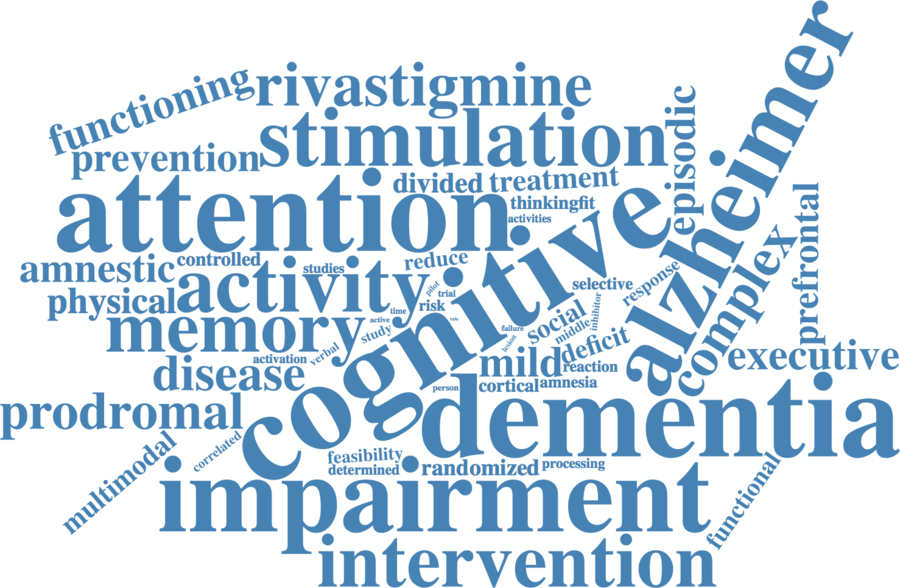 alzheimer
functioning
rivastigmine
stimulation
episodic
prevention
attention
divided
treatment
thinkingfit
activities
cognitive
prefrontal
amnestic
controlled
studies
reduce
complex
physical
activity
pilot
trial
selective
response
memory
time
risk
inhibitor
active
study
rule
failure
social
middle
lesion
deficit
executive
disease
activation
verbal
mild
reaction
person
cortical
amnesia
prodromal
dementia
multimodal
correlated
feasibility
determined
randomized
processing
functional
impairment
intervention